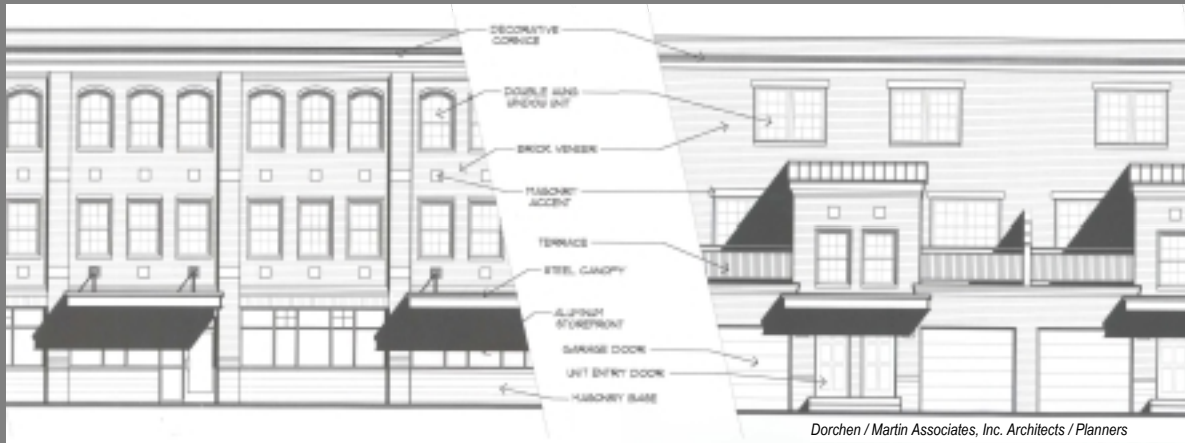 DECORATIVE
CORNICE
DOUBLE HUNG
WINDOW UNIT
BRICK VENEER
MASONRY
ACCENT
TERRACE
STEEL CANOPY
ALUMINUM
STOREFRONT
GARAGE DOOR
UNIT ENTRY DOOR
MASONRY BASE
Dorchen / Martin Associates, Inc. Architects / Planners